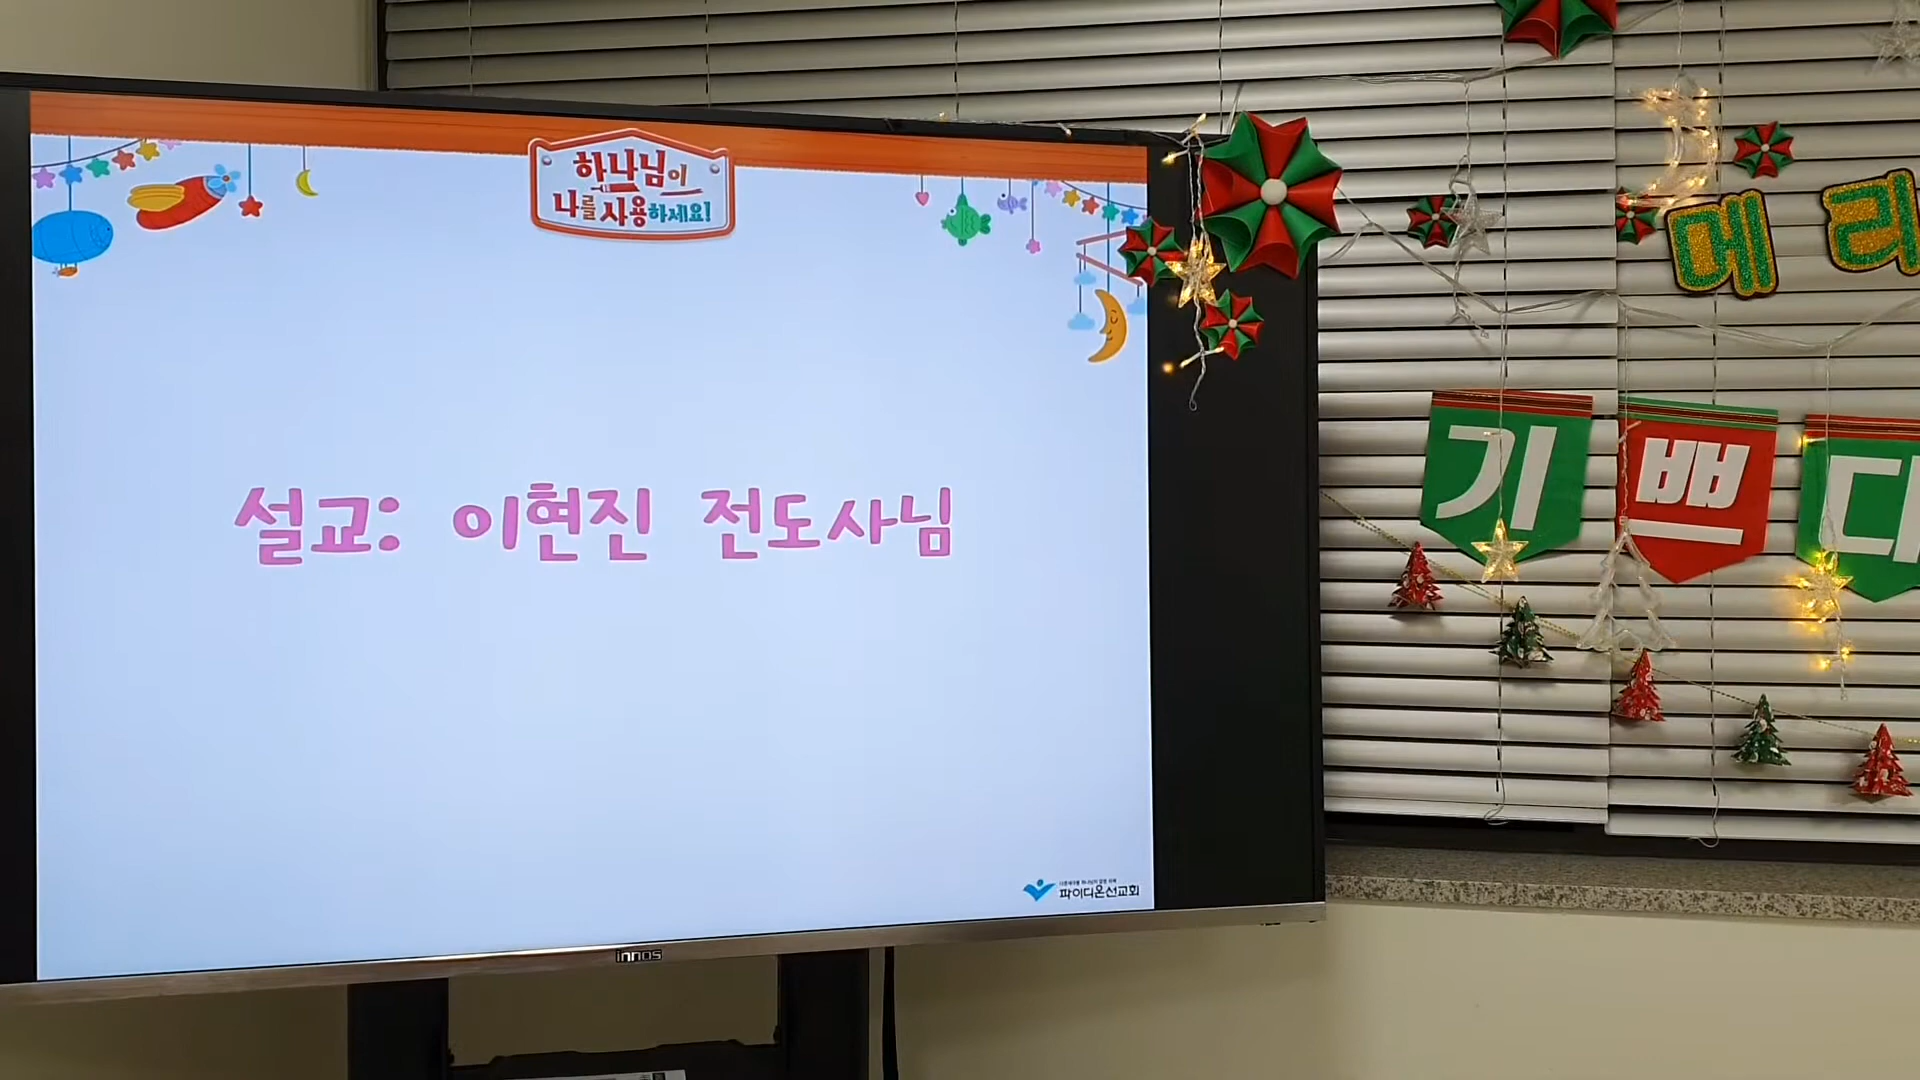 하나님이
나를 사용하세요!
설교: 이현진 전도사님
파이디온선교회
innos
메리
기쁘다